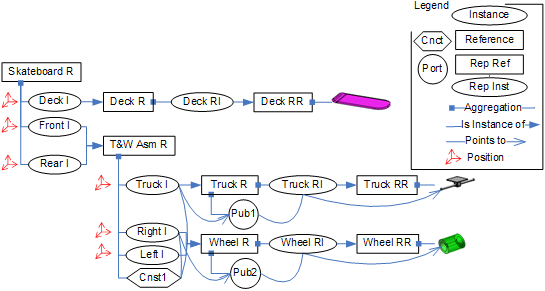 Legend
Instance
Cnct
Reference
Port
Rep Ref
Rep Inst
Aggregation
Is Instance of
Points to
Position
Skateboard R
Deck I
Deck R
Deck RI
Deck RR
Front I
T&W Asm R
Rear I
Truck I
Truck R
Truck RI
Truck RR
Pub1
Right I
Wheel R
Wheel RI
Wheel RR
Left I
Cnst1
Pub2